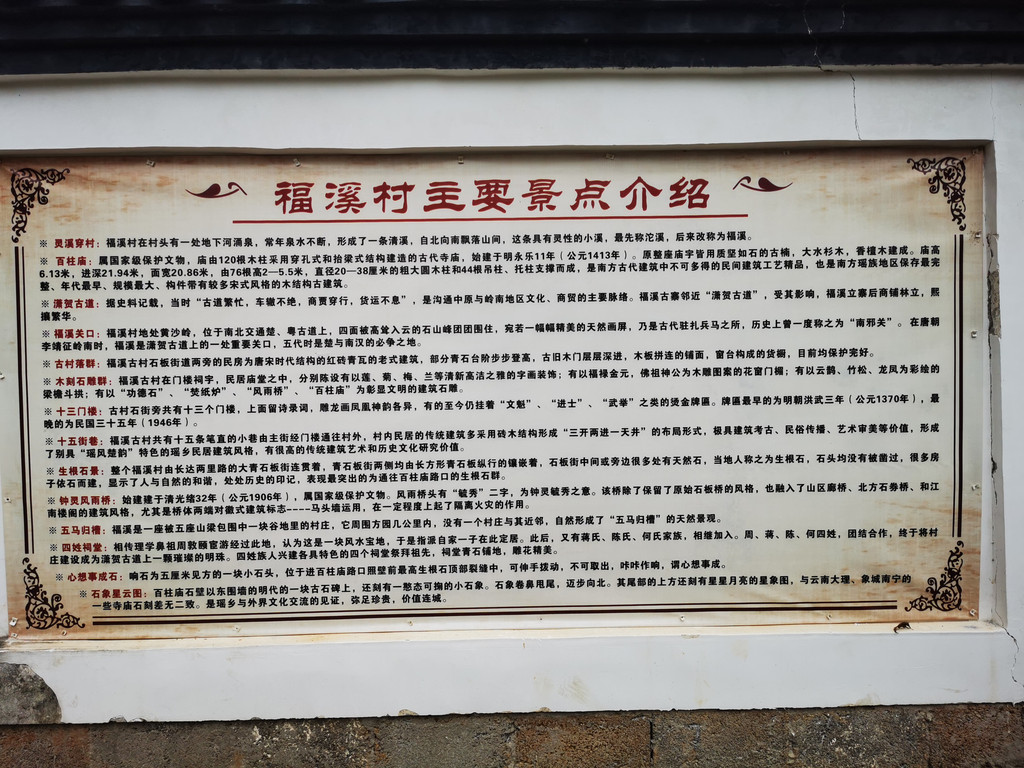 福溪村主要景点介绍
※ 灵溪穿村：福溪村在村头有一处地下河涌泉，常年泉水不断，形成了一条清溪，自北向南飘落山间，这条具有灵性的小溪，最先称沱溪，后来改称为福溪。
※ 百柱庙：属国家级保护文物，庙由120根木柱采用穿孔式和抬梁式结构建造的古代寺庙，始建于明永乐11年（公元1413年）。原整座庙宇皆用质坚如石的古楠，大水杉木，香檀木建成。庙高
6.13米，进深21.94米，面宽20.86米，由76根高2—5.5米，直径20—38厘米的粗大圆木柱和44根吊柱、托柱支撑而成，是南方古代建筑中不可多得的民间建筑工艺精品，也是南方瑶族地区保存最完
整、年代最早、规模最大、构件带有较多宋式风格的木结构古建筑。
※ 潇贺古道：据史料记载，当时“古道繁忙，车辙不绝，商贾穿行，货运不息”，是沟通中原与岭南地区文化、商贸的主要脉络。福溪古寨邻近“潇贺古道”，受其影响，福溪立寨后商铺林立，熙
攘繁华。
※ 福溪关口：福溪村地处黄沙岭，位于南北交通楚、粤古道上，四面被高耸入云的石山峰团团围住，宛若一幅幅精美的天然画屏，乃是古代驻扎兵马之所，历史上曾一度称之为“南邪关”。在唐朝
李靖征岭南时，福溪是潇贺古道上的一处重要关口，五代时是楚与南汉的必争之地。
※ 古村落群：福溪古村石板街道两旁的民房为唐宋时代结构的红砖青瓦的老式建筑，部分青石台阶步步登高，古旧木门层层深进，木板拼连的铺面，窗台构成的货橱，目前均保护完好。
※ 木刻石雕群：福溪古村在门楼祠宇，民居庙堂之中，分别陈设有以莲、菊、梅、兰等清新高洁之雅的字画装饰；有以福禄金元，佛祖神公为木雕图案的花窗门棚；有以云鹊、竹松、龙凤为彩绘的
梁檐斗拱；有以“功德石”、“焚纸炉”、“风雨桥”、“百柱庙”为彰显文明的建筑石雕。
※ 十三门楼：古村石街旁共有十三个门楼，上面留诗录词，雕龙画凤凰神韵各异，有的至今仍挂着“文魁”、“进士”、“武举”之类的烫金牌匾。牌匾最早的为明朝洪武三年（公元1370年），最
晚的为民国三十五年（1946年）。
※ 十五街巷：福溪古村共有十五条笔直的小巷由主街经门楼通往村外，村内民居的传统建筑多采用砖木结构形成“三开两进一天井”的布局形式，极具建筑考古、民俗传播、艺术审美等价值，形成
了别具“瑶风楚韵”特色的瑶乡民居建筑风格，有很高的传统建筑艺术和历史文化研究价值。
※ 生根石景：整个福溪村由长达两里路的大青石板街连贯着，青石板街两侧均由长方形青石板纵行的镶嵌着，石板街中间或旁边很多处有天然石，当地人称之为生根石，石头均没有被凿过，很多房
子依石而建，显示了人与自然的和谐，处处历史的印记，表现最突出的为通往百柱庙路口的生根石群。
※ 钟灵风雨桥：始建建于清光绪32年（公元1906年），属国家级保护文物。风雨桥头有“毓秀”二字，为钟灵毓秀之意。该桥除了保留了原始石板桥的风格，也融入了山区廊桥、北方石券桥、和江
南楼阁的建筑风格，尤其是桥体两端对徽式建筑标志----马头墙运用，在一定程度上起了隔离火灾的作用。
※ 五马归槽：福溪是一座被五座山梁包围中一块谷地里的村庄，它周围方园几公里内，没有一个村庄与其近邻，自然形成了“五马归槽”的天然景观。
※ 四姓祠堂：相传理学鼻祖周敦颐宦游经过此地，认为这是一块风水宝地，于是指派自家一子在此定居。此后，又有蒋氏、陈氏、何氏家族，相继加入。周、蒋、陈、何四姓，团结合作，终于将村
庄建设成为潇贺古道上一颗璀璨的明珠。四姓族人兴建各具特色的四个祠堂祭拜祖先，祠堂青石铺地，雕花精美。
※ 心想事成石：响石为五厘米见方的一块小石头，位于进百柱庙路口照壁前最高生根石顶部裂缝中，可伸手拨动，不可取出，咔咔作响，谓心想事成。
※ 石象星云图：百柱庙石壁以东围墙的明代的一块古石碑上，还刻有一憨态可掬的小石象。石象卷鼻甩尾，迈步向北。其尾部的上方还刻有星星月亮的星象图，与云南大理、象城南宁的
一些寺庙石刻差无二致。是瑶乡与外界文化交流的见证，弥足珍贵，价值连城。